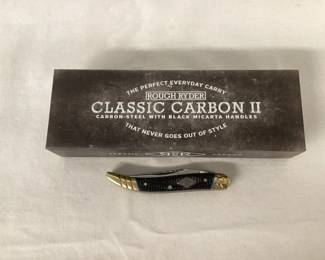 THE PERFECT EVERYDAY CARRY
ROUGH RYDER
CLASSIC CARBON II
CARBON-STEEL WITH BLACK MICARTA HANDLES
THAT NEVER GOES OUT OF STYLE